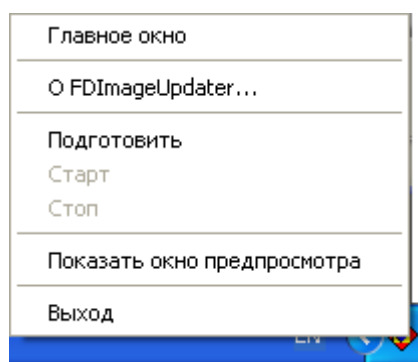 Главное окно
О FDImageUpdater...
Подготовить
Старт
Стоп
Показать окно предпросмотра
Выход
EN